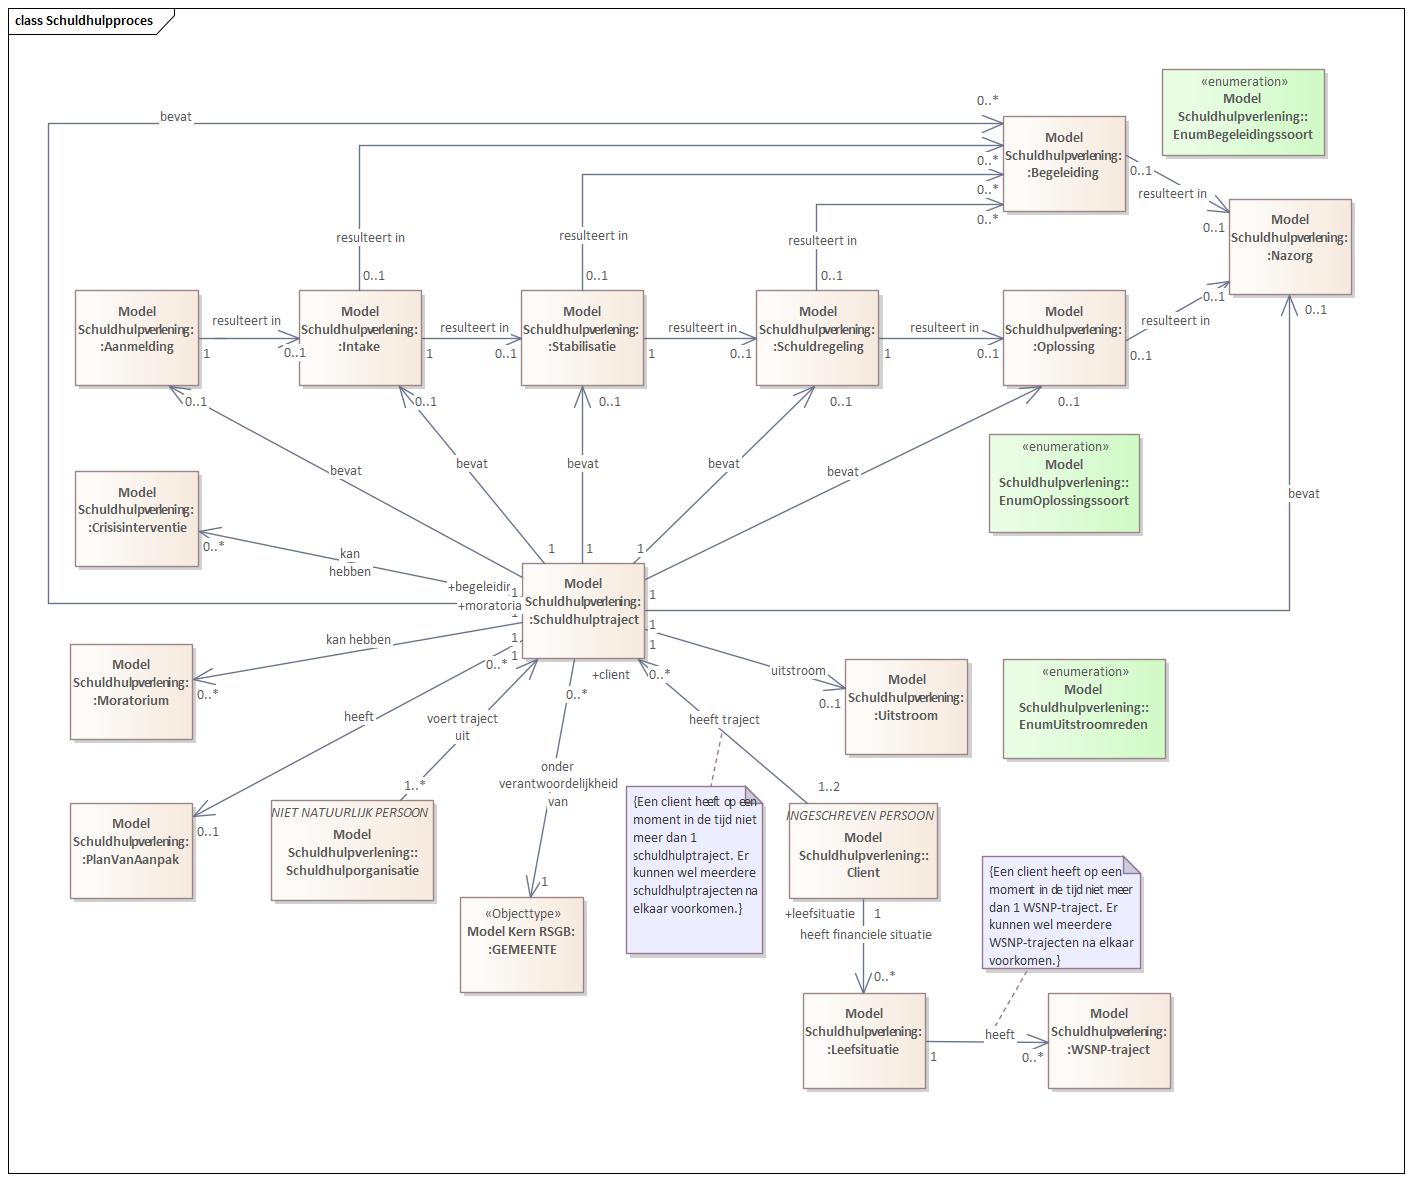 class Schuldhulpproces
bevat
0..*
«enumeration»
Model
Schuldhulpverlening::
EnumBegeleidingssoort
Model
Schuldhulpverlening:
:Begeleiding
0..*
0..*
0..*
0..1
resulteert in
0..1
Model
Schuldhulpverlening:
:Nazorg
resulteert in
0..1
resulteert in
0..1
resulteert in
0..1
Model
Schuldhulpverlening:
:Aanmelding
resulteert in
1
0..1
Model
Schuldhulpverlening:
:Intake
resulteert in
1
0..1
Model
Schuldhulpverlening:
:Stabilisatie
resulteert in
1
0..1
Model
Schuldhulpverlening:
:Schuldregeling
resulteert in
1
0..1
Model
Schuldhulpverlening:
:Oplossing
resulteert in
0..1
0..1
0..1
0..1
0..1
0..1
0..1
0..1
bevat
bevat
bevat
bevat
bevat
bevat
«enumeration»
Model
Schuldhulpverlening::
EnumOplossingssoort
Model
Schuldhulpverlening:
:Crisisinterventie
0..*
kan
hebben
1
1
1
+begeleidin
1
+moratoria
1
Model
Schuldhulpverlening:
:Schuldhulptraject
1
1
1
1
1
Model
Schuldhulpverlening:
:Moratorium
0..*
kan hebben
heeft
0..*
voert traject
uit
0..*
+client
0..*
heeft traject
uitstroom
0..1
Model
Schuldhulpverlening:
:Uitstroom
«enumeration»
Model
Schuldhulpverlening::
EnumUitstroomreden
Model
Schuldhulpverlening:
:PlanVanAanpak
0..1
1..*
NIET NATUURLIJK PERSOON
Model
Schuldhulpverlening::
Schuldhulporganisatie
onder
verantwoordelijkheid
van
1
«Objecttype»
Model Kern RSGB:
:GEMEENTE
{Een client heeft op een
moment in de tijd niet
meer dan 1
schuldhulptraject. Er
kunnen wel meerdere
schuldhulptrajecten na
elkaar voorkomen.}
1..2
INGESCHREVEN PERSOON
Model
Schuldhulpverlening::
Client
+leefsituatie
1
heeft financiele situatie
0..*
{Een client heeft op een
moment in de tijd niet meer
dan 1 WSNP-traject. Er
kunnen wel meerdere
WSNP-trajecten na elkaar
voorkomen.}
Model
Schuldhulpverlening:
:Leefsituatie
1
heeft
0..*
Model
Schuldhulpverlening:
:WSNP-traject